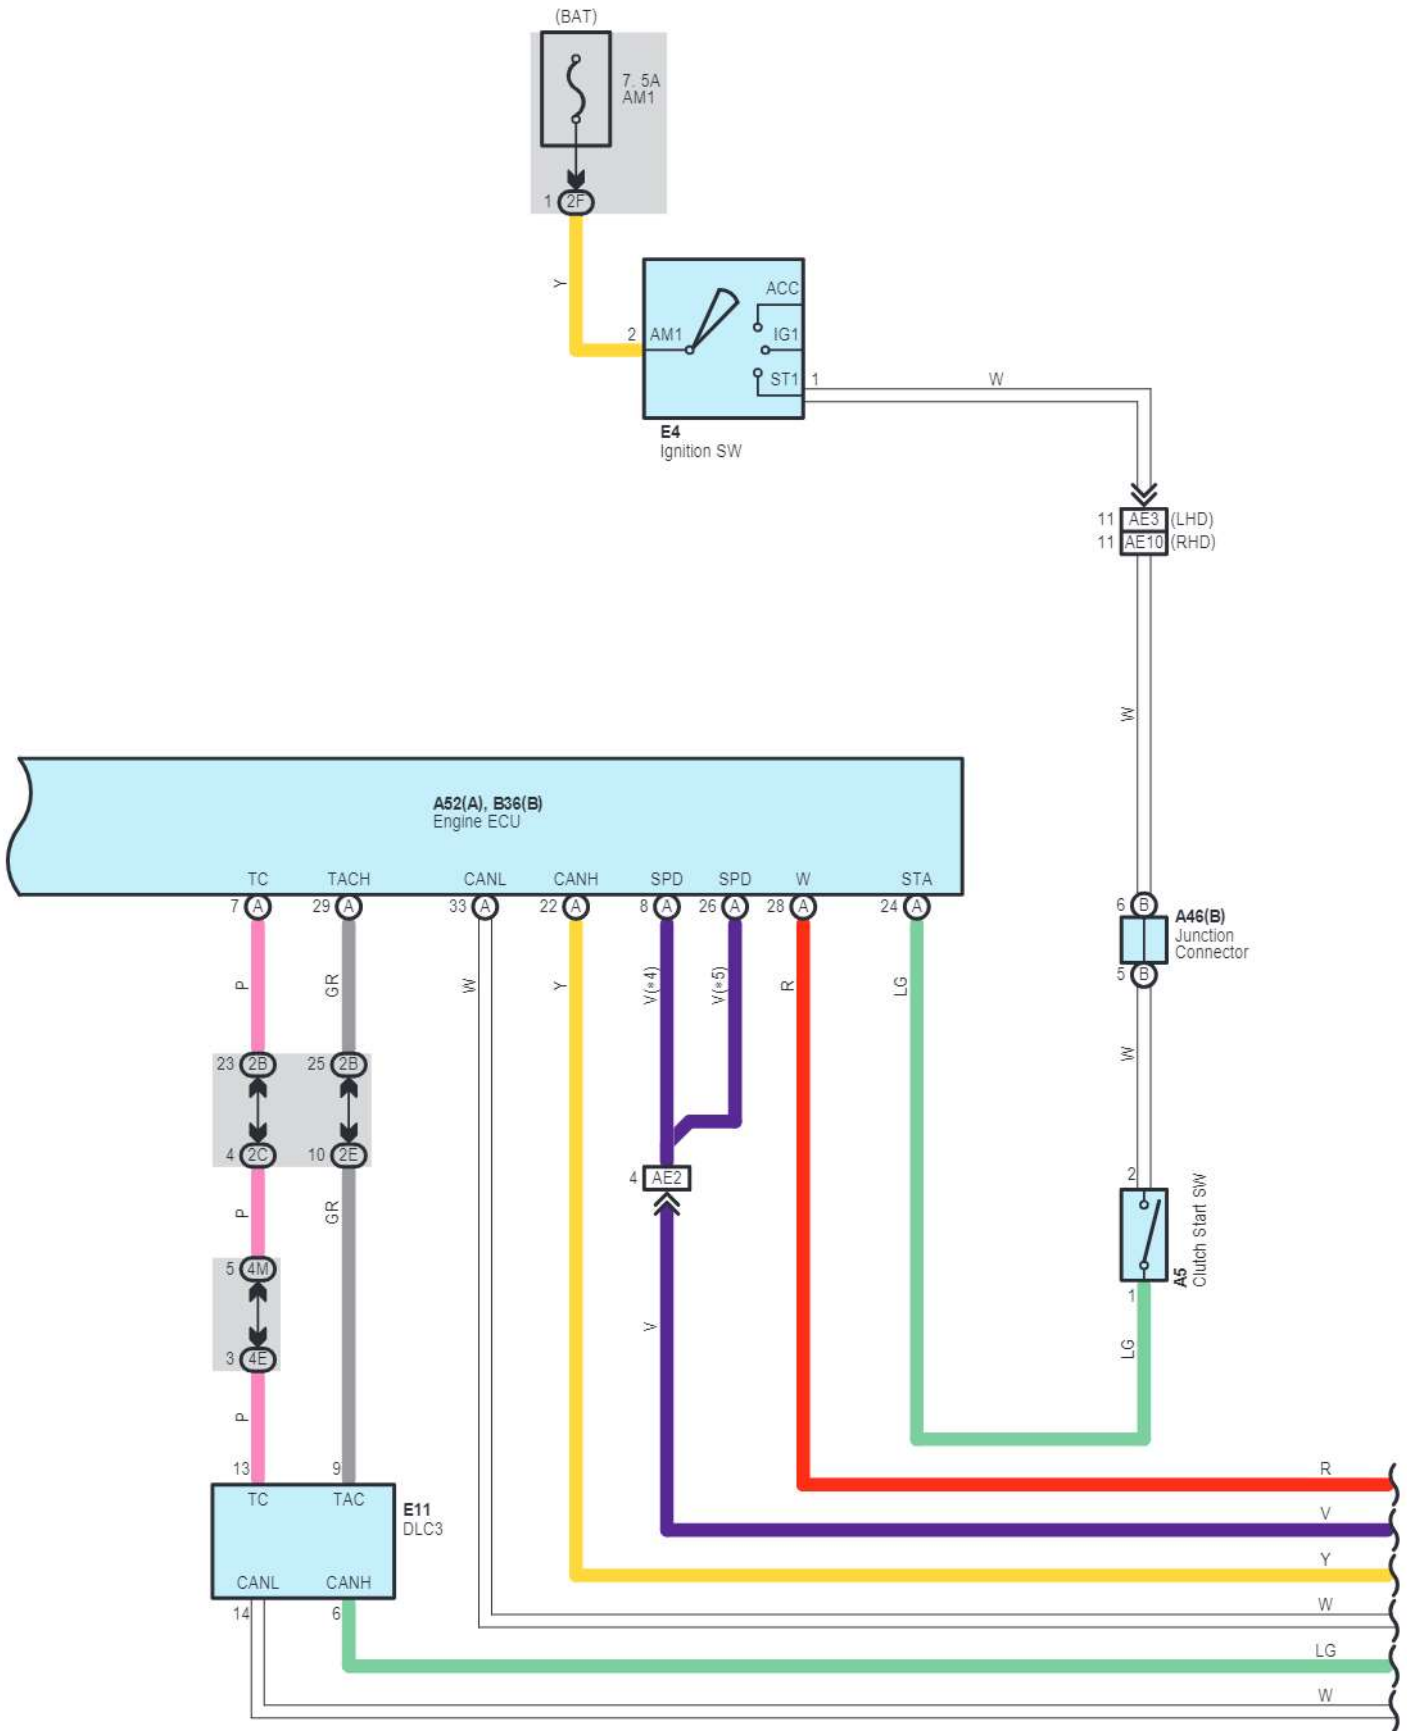 (BAT)
7. 5A
AM1
1 2F
Y
ACC
2 AM1 IG1
ST1 1 W
E4
Ignition SW
11 AE3 (LHD)
11 AE10 (RHD)
W
A52(A), B36(B)
Engine ECU
TC TACH CANL CANH SPD SPD W STA
7 A 29 A 33 A 22 A 8 A 26 A 28 A 24 A
6 B
A46(B)
Junction
Connector
5 B
P GR W Y V(*4) V(*5) R LG
W
23 2B 25 2B
4 2C 10 2E
4 AE2
2
Clutch Start SW
A5
1
P GR
5 4M
3 4E
V
LG
P
13 9
TC TAC
E11
DLC3
CANL CANH
14 6
R
V
Y
W
LG
W